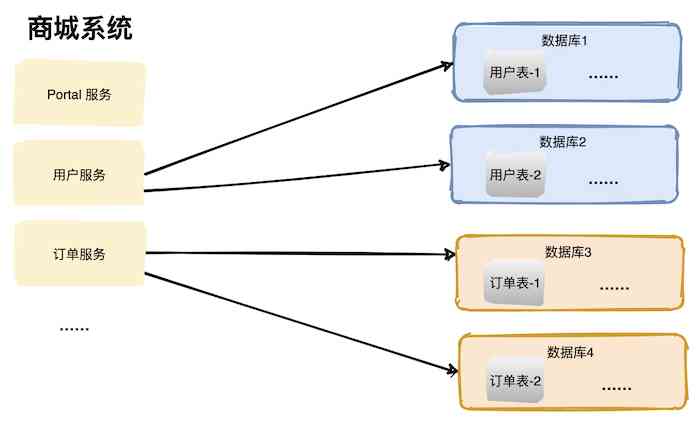 商城系统
Portal 服务
用户服务
订单服务
......
数据库1
用户表-1
......
数据库2
用户表-2
......
数据库3
订单表-1
......
数据库4
订单表-2
......